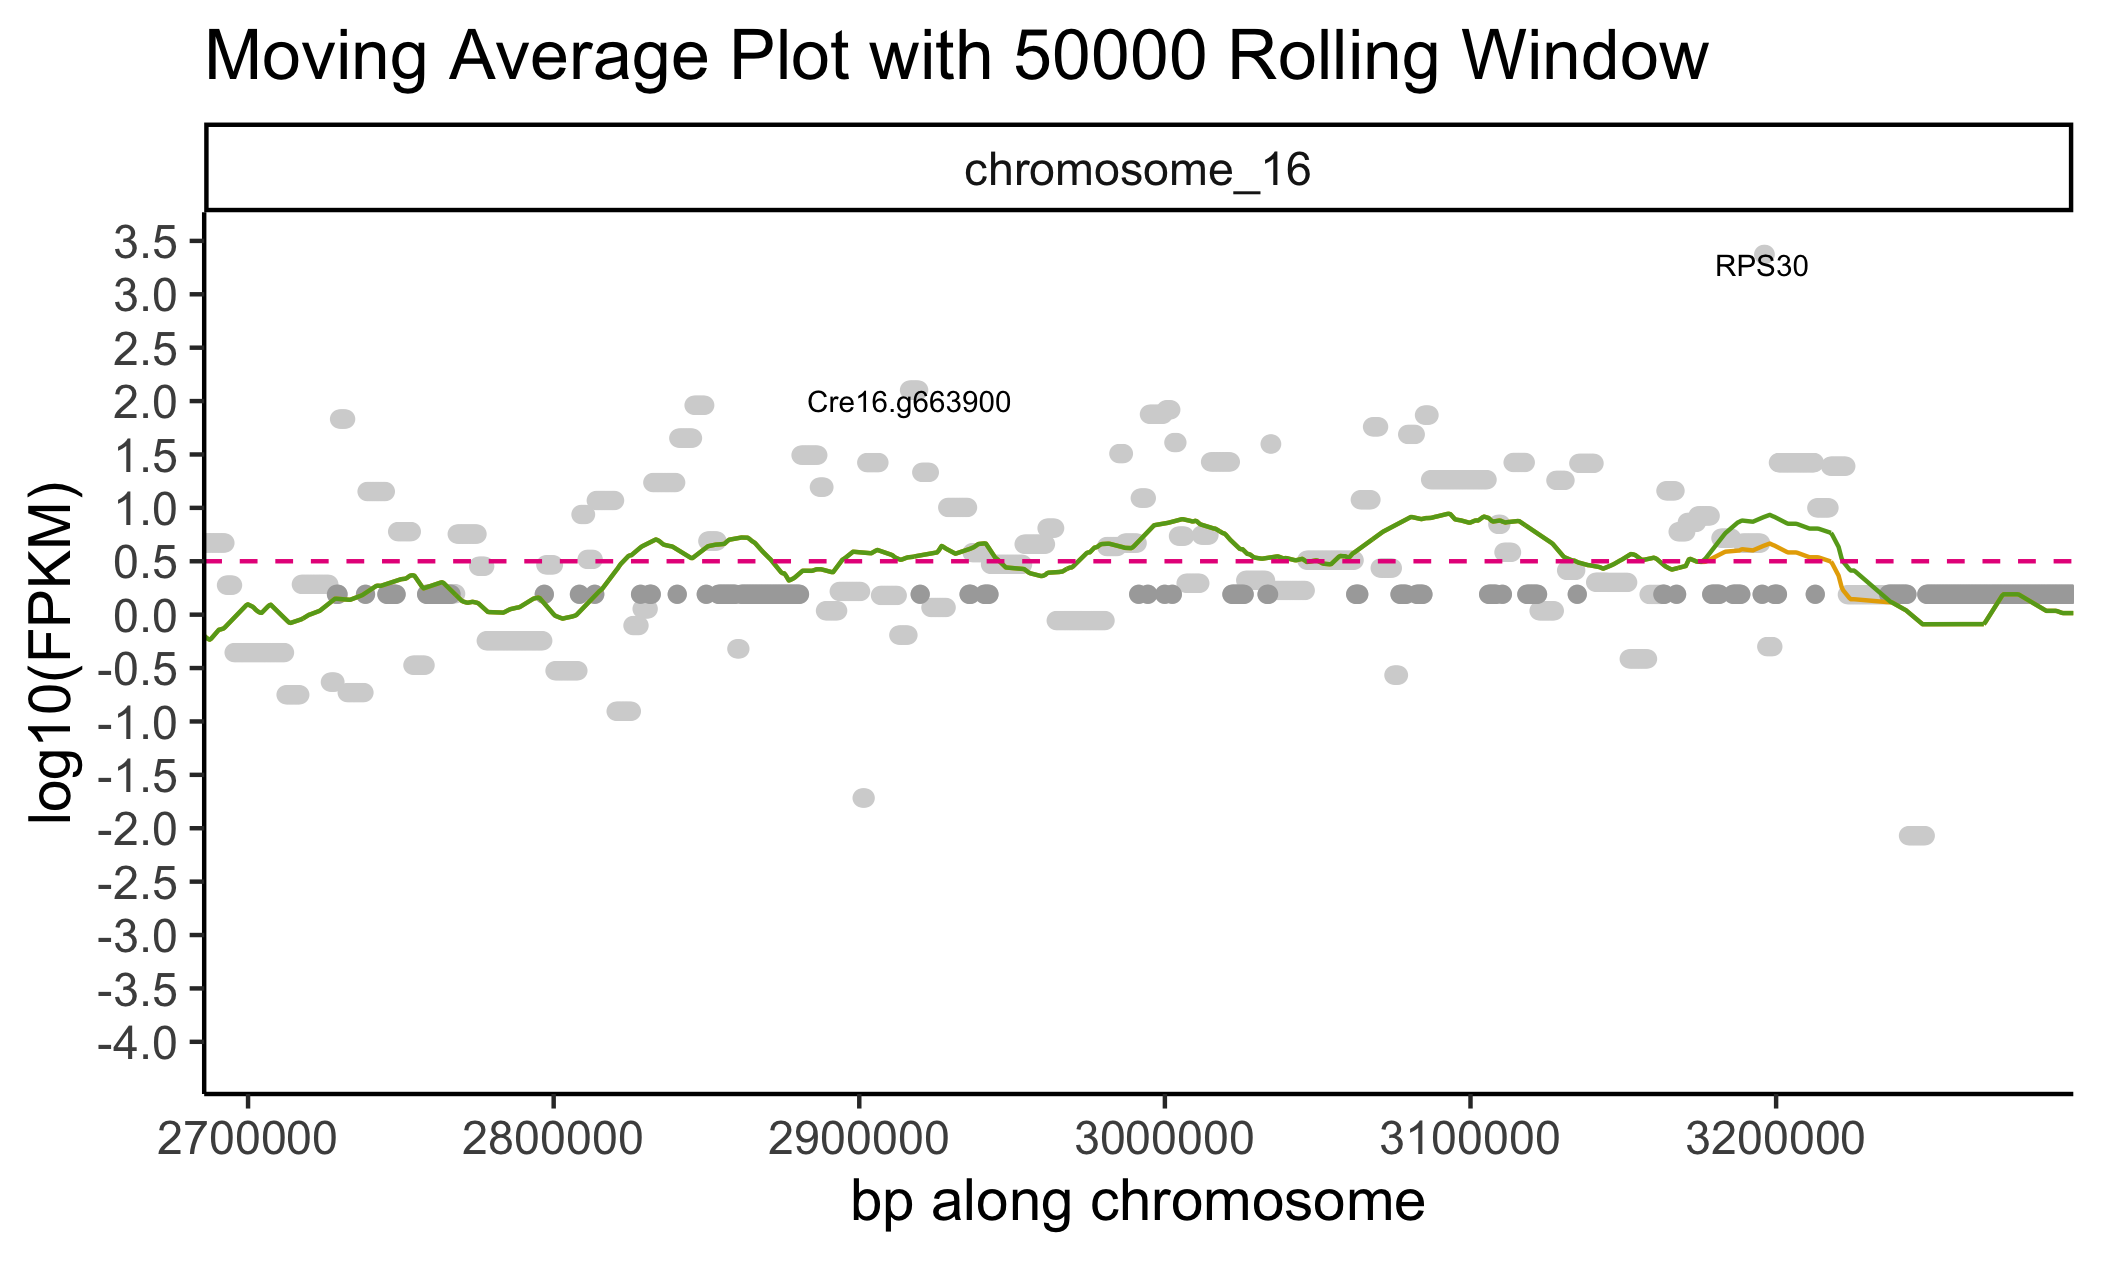 Moving Average Plot with 50000 Rolling Window
chromosome_16
3.5
3.0
2.5
2.0
1.5
1.0
0.5
0.0
-0.5
-1.0
-1.5
-2.0
-2.5
-3.0
-3.5
-4.0
log10(FPKM)
RPS30
Cre16.g663900
2700000 2800000 2900000 3000000 3100000 3200000
bp along chromosome